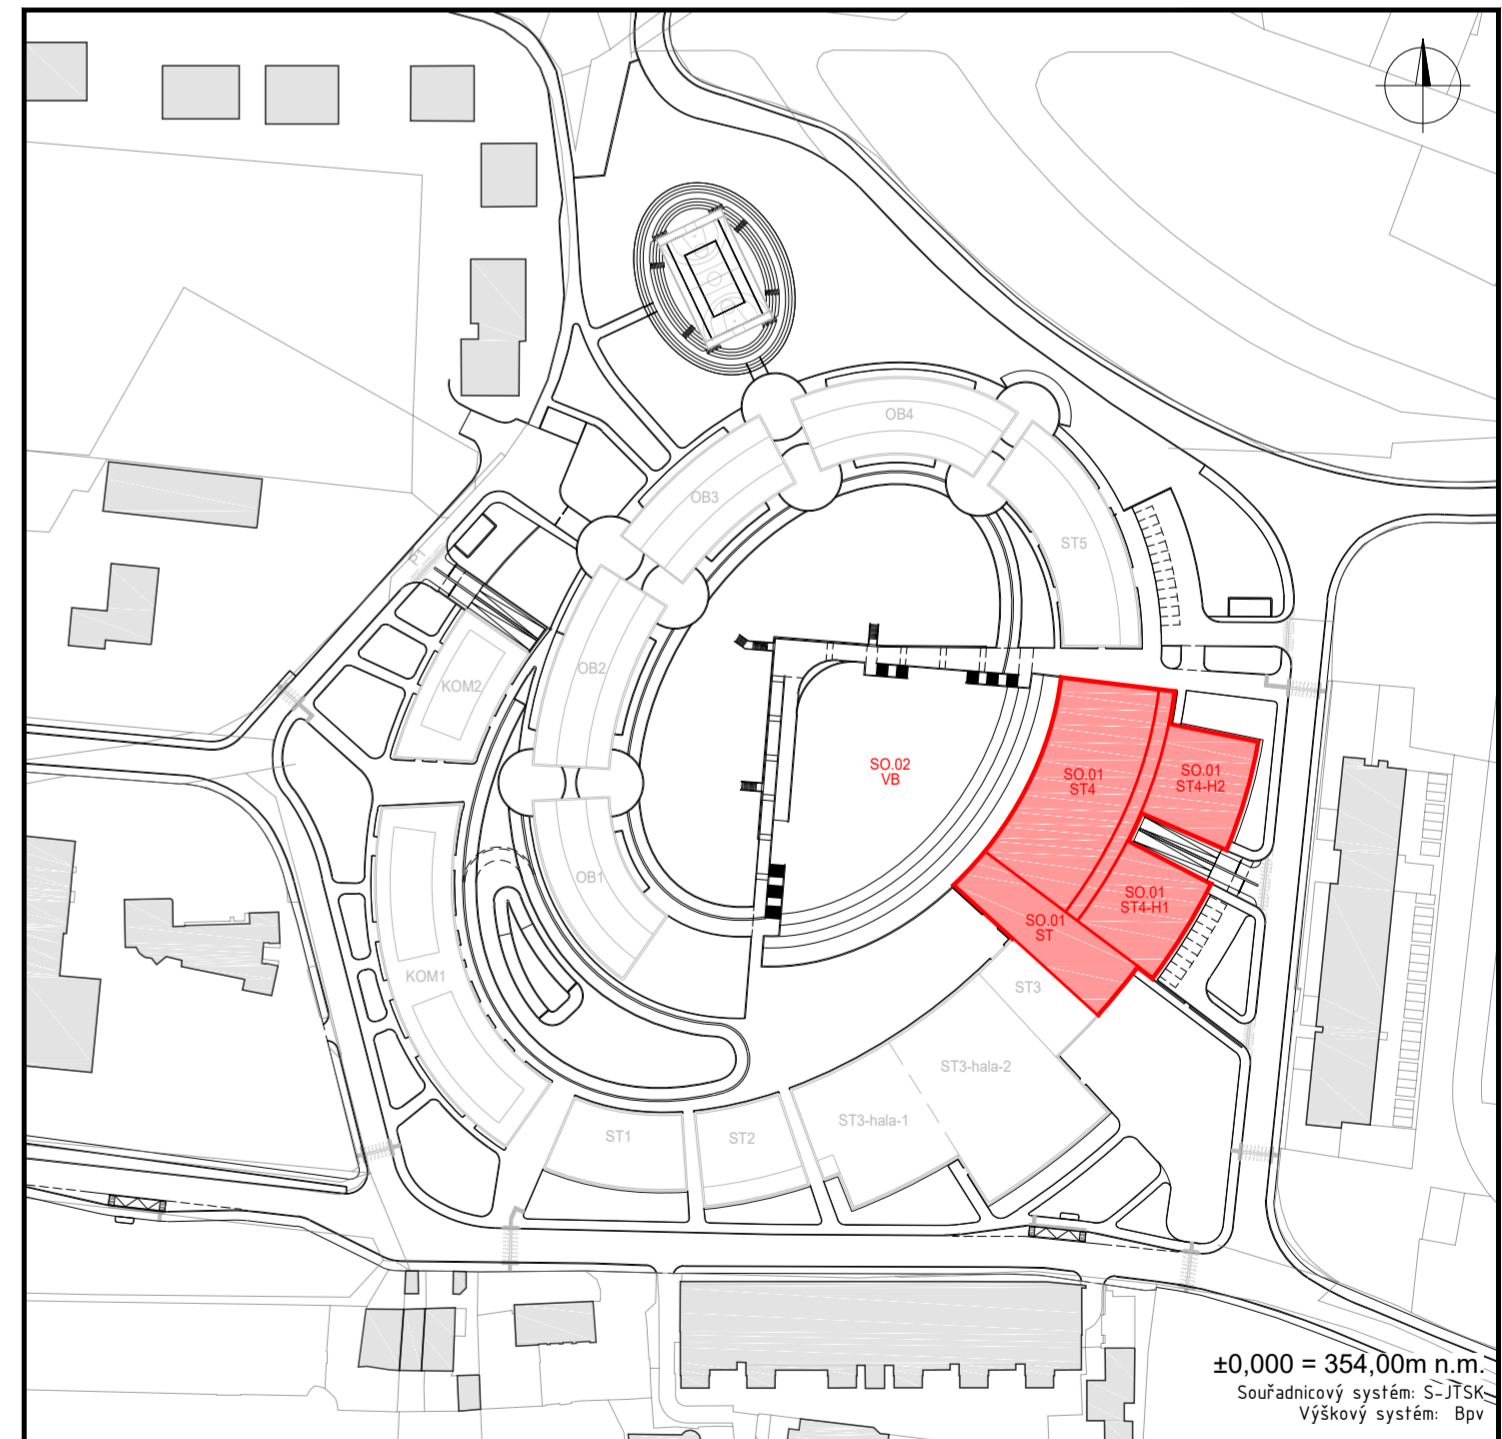 OB4
OB3
ST5
P1
OB2
KOM2
SO.02
VB
SO.01
ST4
SO.01
ST4-H2
OB1
SO.01
ST4-H1
SO.01
ST
KOM1
ST3
ST3-hala-2
ST3-hala-1
ST1
ST2
±0,000 = 354,00m n.m.
Souřadnicový systém: S-JTSK
Výškový systém: Bpv